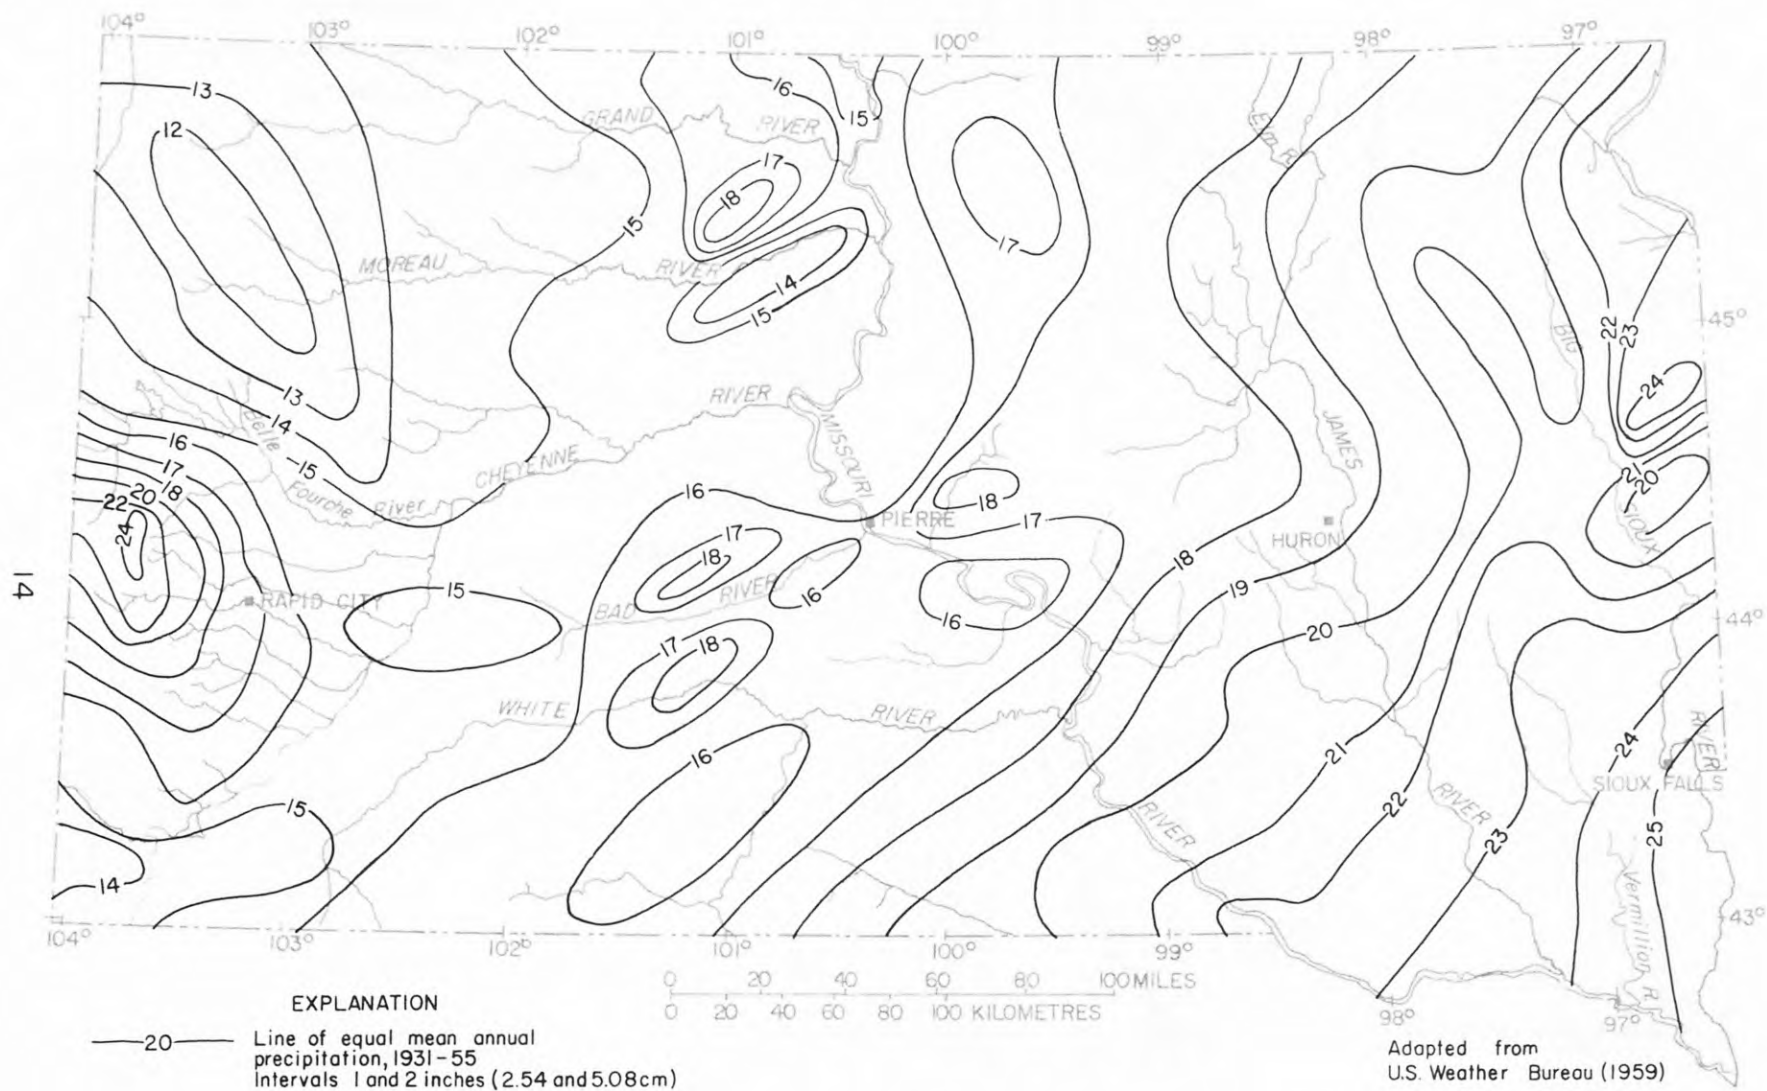 104°
103°
102°
101°
100°
99°
98°
97°
13
16
15
12
GRAND
RIVER
Elm R.
17
18
15
17
MOREAU
RIVER
14
15
22
23
45°
BIG
13
24
14
RIVER
MISSOURI
JAMES
Belle
16
15
CHEYENNE
17
18
20
22
Fourche River
21
20
16
18
24
PIERRE
17
SIOUX
HURON
17
18
18
16
19
14
RAPID CITY
15
BAD
RIVER
16
44°
20
17
18
WHITE
RIVER
RIVER
16
21
24
SIOUX FALLS
22
RIVER
15
RIVER
23
25
14
Vermillion R.
43°
104°
103°
102°
101°
100°
99°
98°
97°
0 20 40 60 80 100 MILES
0 20 40 60 80 100 KILOMETRES
EXPLANATION
20 Line of equal mean annual
precipitation, 1931-55
Intervals 1 and 2 inches (2.54 and 5.08cm)
Adapted from
U.S. Weather Bureau (1959)